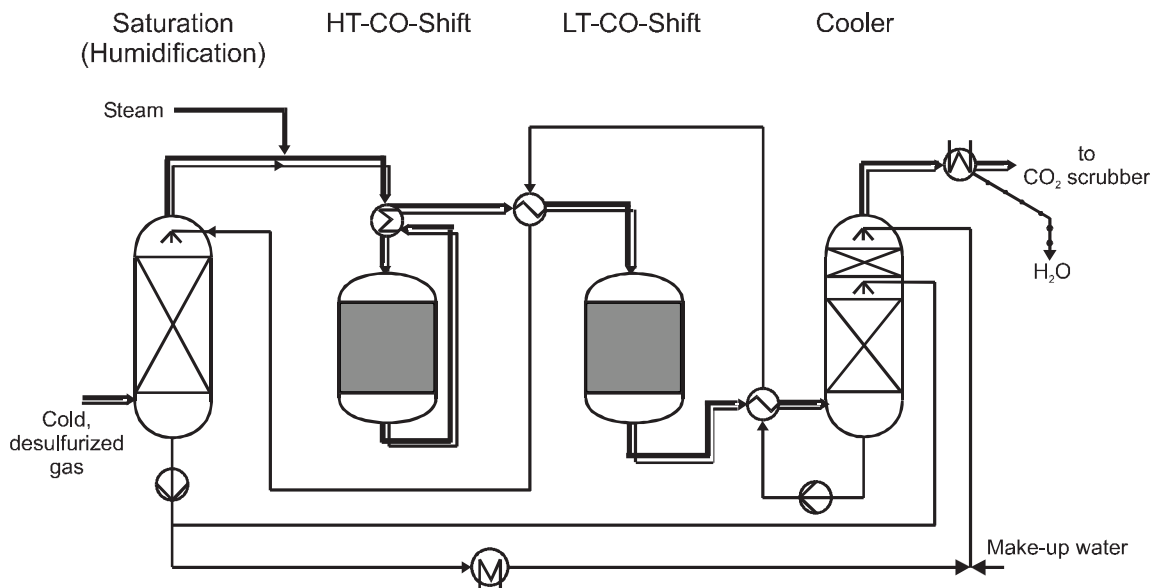 Saturation
(Humidification)
HT-CO-Shift
LT-CO-Shift
Cooler
Steam
to
CO₂ scrubber
H₂O
Cold,
desulfurized
gas
Make-up water